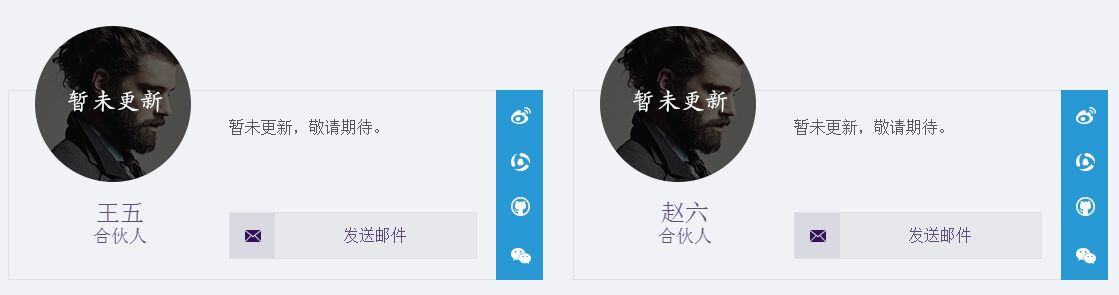 暂未更新
暂未更新，敬请期待。
王五
合伙人
发送邮件
暂未更新
暂未更新，敬请期待。
赵六
合伙人
发送邮件